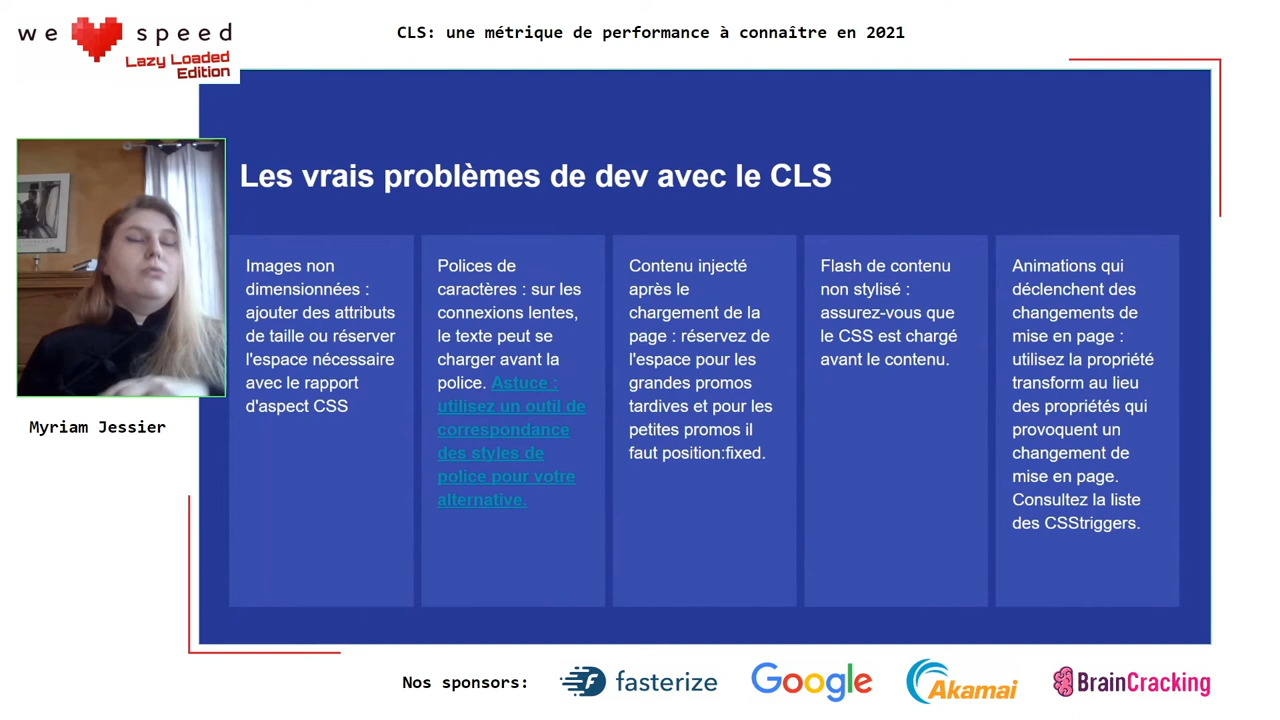 we speed
Lazy Loaded
Edition
CLS: une métrique de performance à connaître en 2021
Les vrais problèmes de dev avec le CLS
Images non
dimensionnées :
ajouter des attributs
de taille ou réserver
l'espace nécessaire
avec le rapport
d'aspect CSS
Polices de
caractères : sur les
connexions lentes,
le texte peut se
charger avant la
police. Astuce :
utilisez un outil de
correspondance
des styles de
police pour votre
alternative.
Contenu injecté
après le
chargement de la
page : réservez de
l'espace pour les
grandes promos
tardives et pour les
petites promos il
faut position:fixed.
Flash de contenu
non stylisé :
assurez-vous que
le CSS est chargé
avant le contenu.
Animations qui
déclenchent des
changements de
mise en page :
utilisez la propriété
transform au lieu
des propriétés qui
provoquent un
changement de
mise en page.
Consultez la liste
des CSStriggers.
Myriam Jessier
Nos sponsors: fasterize Google Akamai BrainCracking